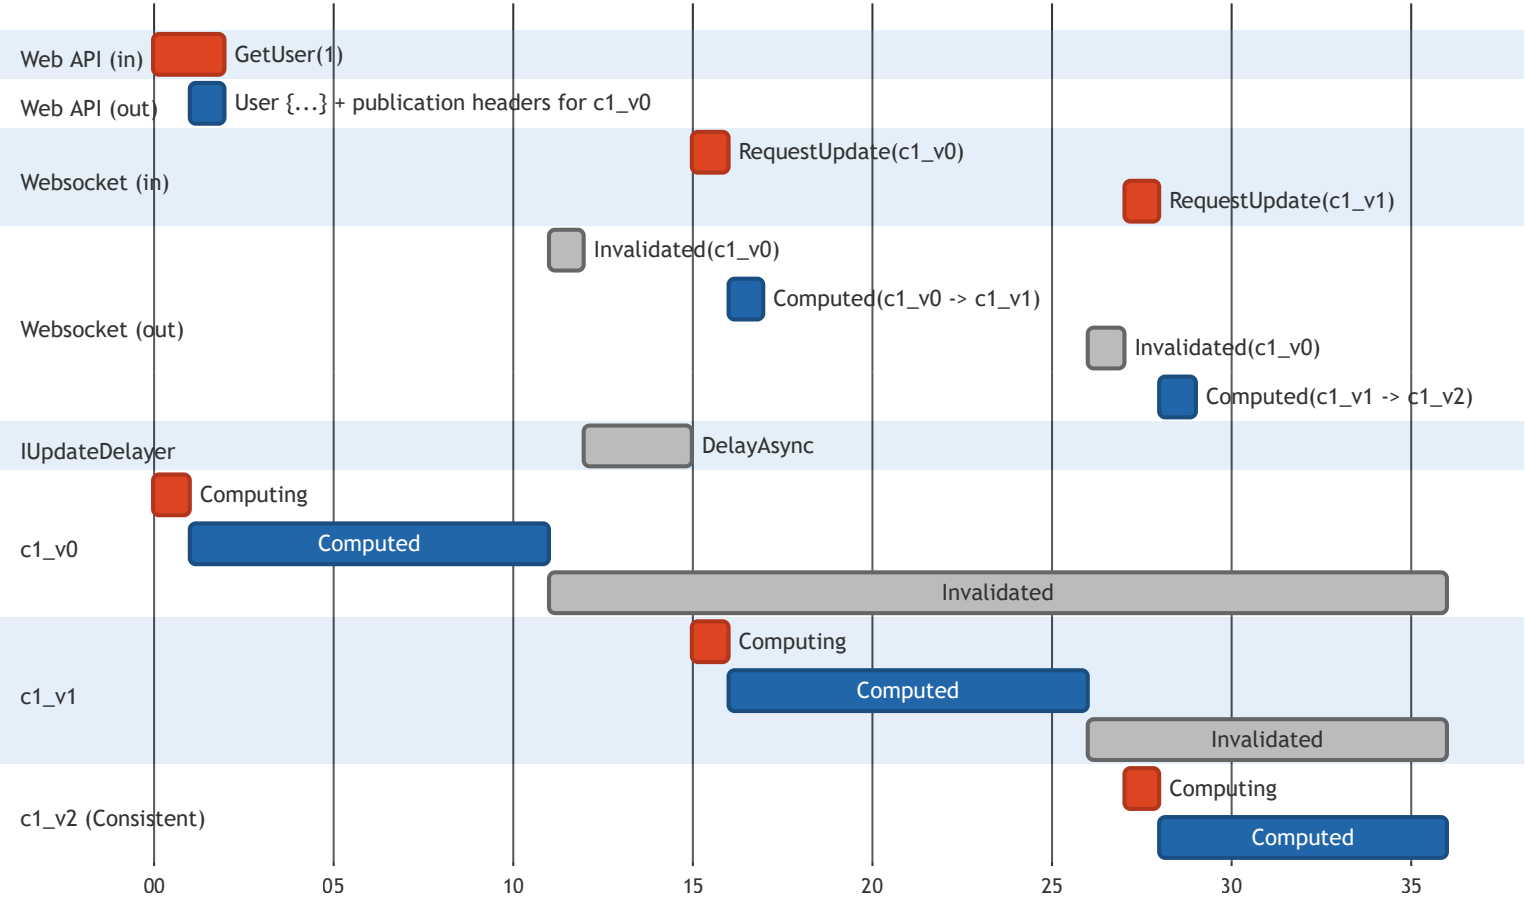 Web API (in)
GetUser(1)
Web API (out)
User {...} + publication headers for c1_v0
Websocket (in)
RequestUpdate(c1_v0)
RequestUpdate(c1_v1)
Websocket (out)
Invalidated(c1_v0)
Computed(c1_v0 -> c1_v1)
Invalidated(c1_v0)
Computed(c1_v1 -> c1_v2)
IUpdateDelayer
DelayAsync
c1_v0
Computing
Computed
Invalidated
c1_v1
Computing
Computed
Invalidated
c1_v2 (Consistent)
Computing
Computed
00 05 10 15 20 25 30 35